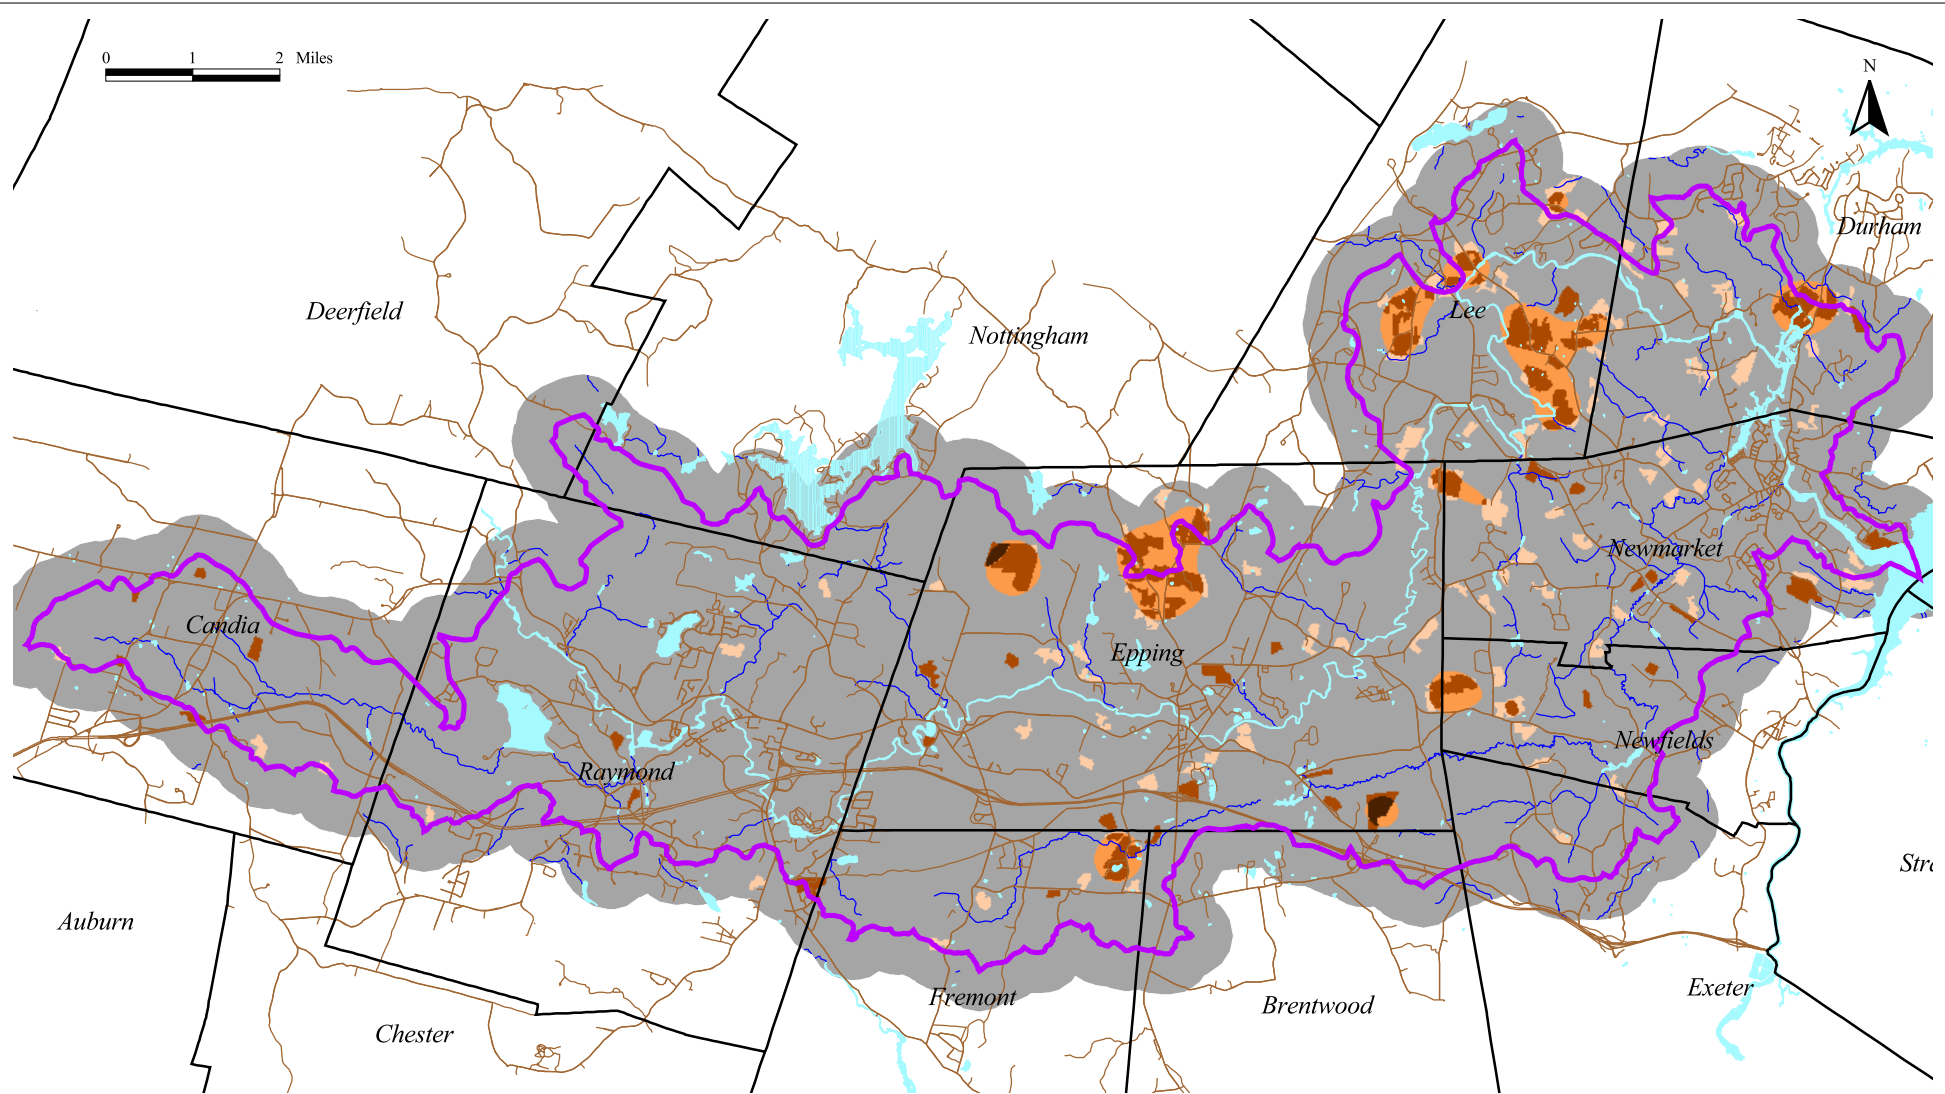 0 1 2 Miles
N
Durham
Deerfield
Nottingham
Lee
Newmarket
Candia
Epping
Newfields
Raymond
Auburn
Exeter
Fremont
Brentwood
Chester